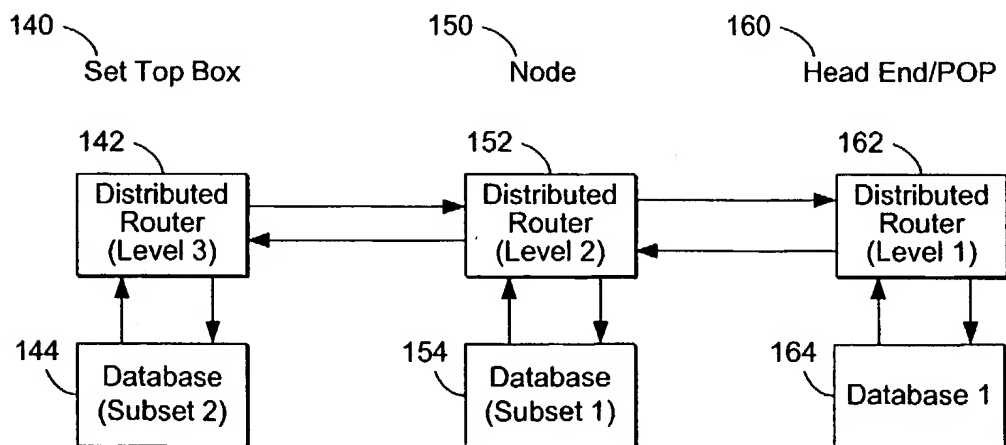 140 150 160
Set Top Box Node Head End/POP
142 152 162
Distributed Router (Level 3)
Distributed Router (Level 2)
Distributed Router (Level 1)
144 154 164
Database (Subset 2)
Database (Subset 1)
Database 1